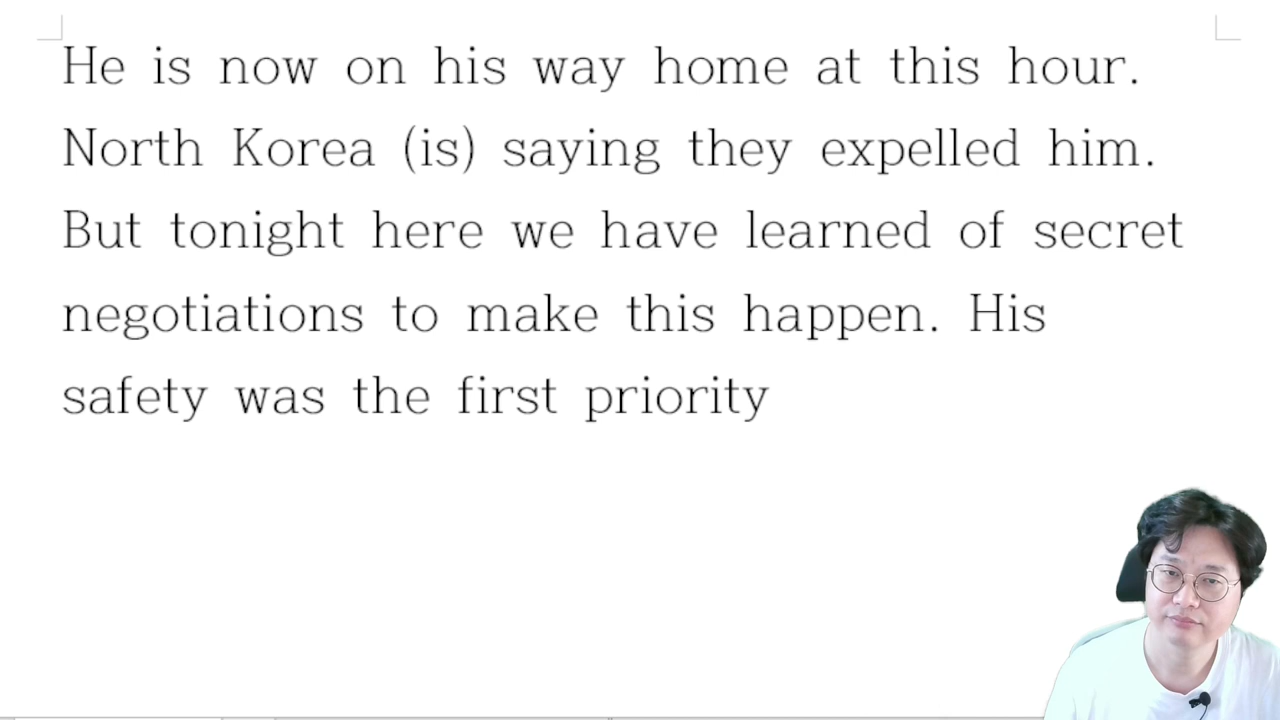 He is now on his way home at this hour.
North Korea (is) saying they expelled him.
But tonight here we have learned of secret
negotiations to make this happen. His
safety was the first priority